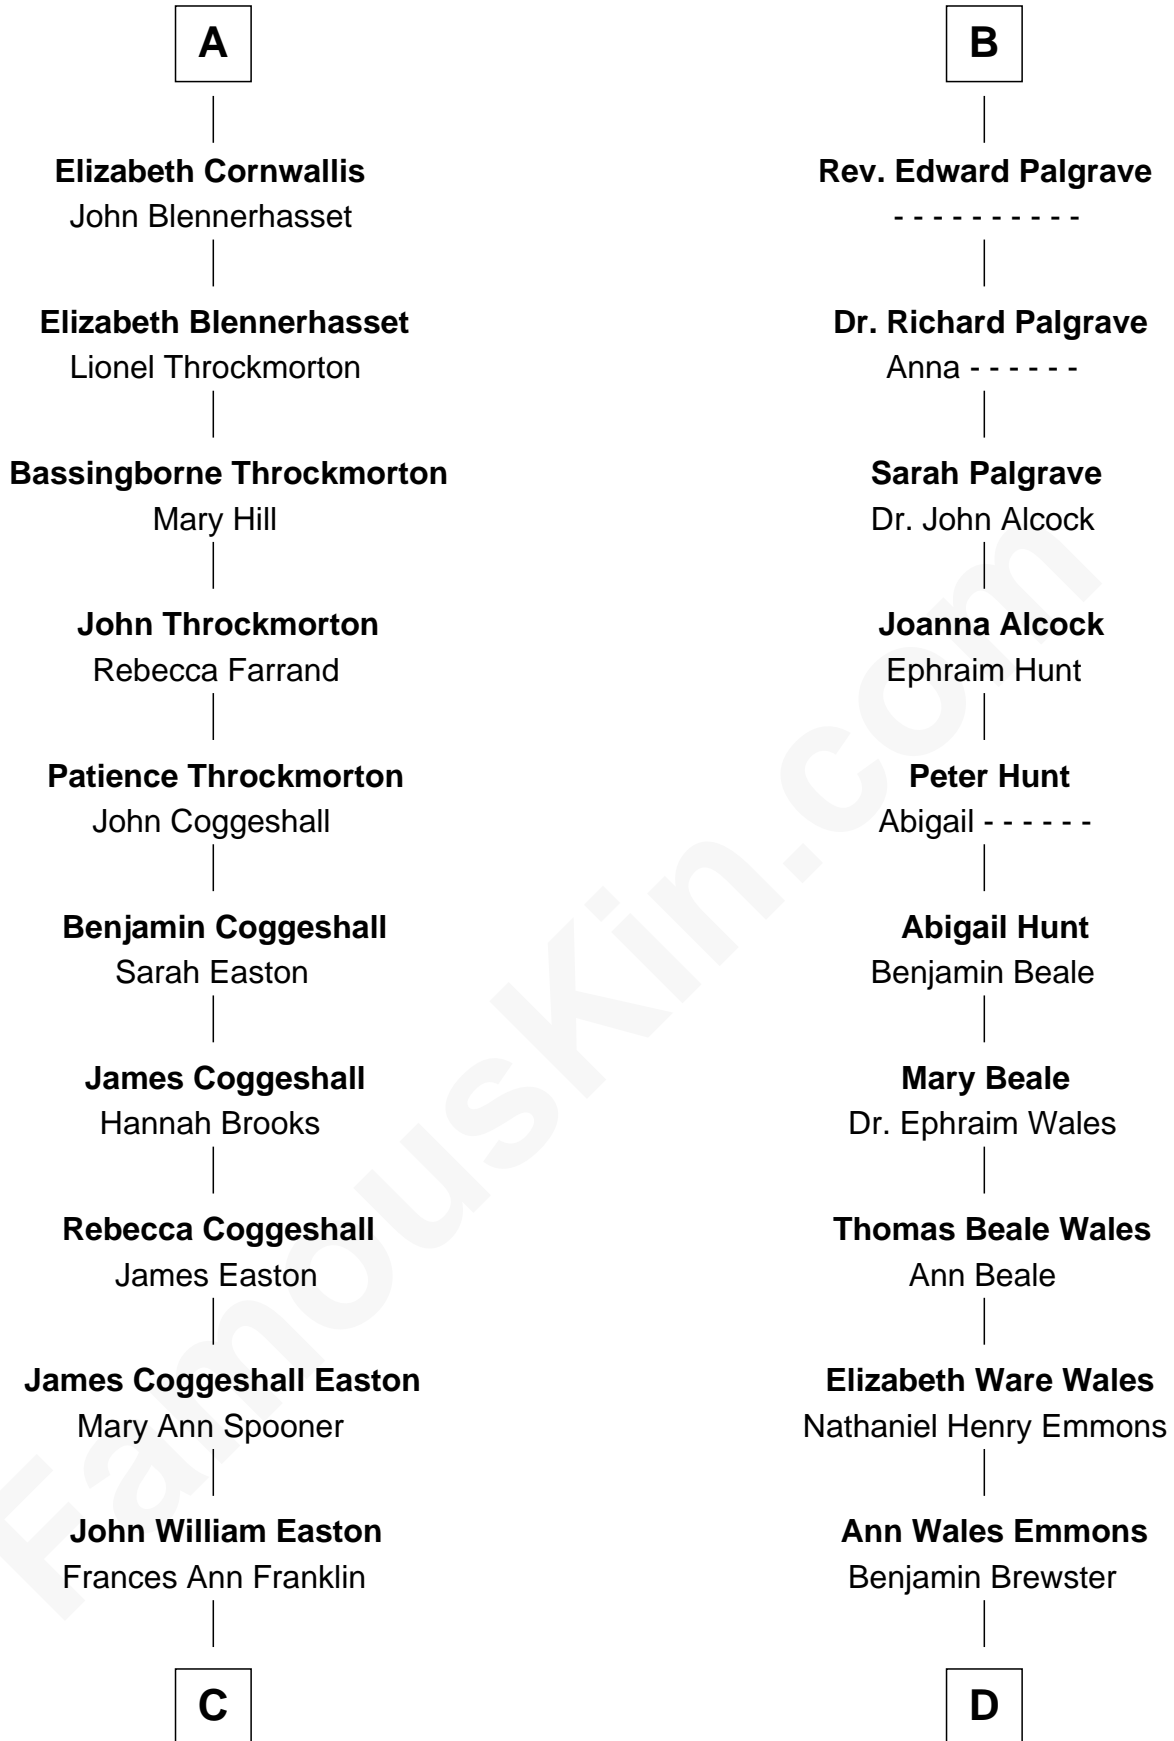 A
Elizabeth Cornwallis
John Blennerhasset
Elizabeth Blennerhasset
Lionel Throckmorton
Bassingborne Throckmorton
Mary Hill
John Throckmorton
Rebecca Farrand
Patience Throckmorton
John Coggeshall
Benjamin Coggeshall
Sarah Easton
James Coggeshall
Hannah Brooks
Rebecca Coggeshall
James Easton
James Coggeshall Easton
Mary Ann Spooner
John William Easton
Frances Ann Franklin
C
B
Rev. Edward Palgrave
- - - - - - - - - -
Dr. Richard Palgrave
Anna - - - - - -
Sarah Palgrave
Dr. John Alcock
Joanna Alcock
Ephraim Hunt
Peter Hunt
Abigail - - - - - -
Abigail Hunt
Benjamin Beale
Mary Beale
Dr. Ephraim Wales
Thomas Beale Wales
Ann Beale
Elizabeth Ware Wales
Nathaniel Henry Emmons
Ann Wales Emmons
Benjamin Brewster
D
FamousKin.com